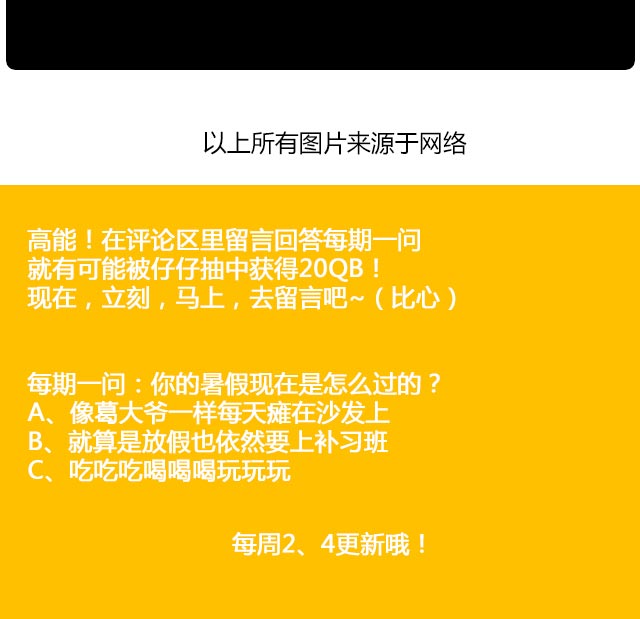 以上所有图片来源于网络
高能！在评论区里留言回答每期一问
就有可能被仔仔抽中获得20QB！
现在，立刻，马上，去留言吧~（比心）
每期一问：你的暑假现在是怎么过的？
A、像葛大爷一样每天瘫在沙发上
B、就算是放假也依然要上补习班
C、吃吃吃喝喝喝玩玩玩
每周2、4更新哦！